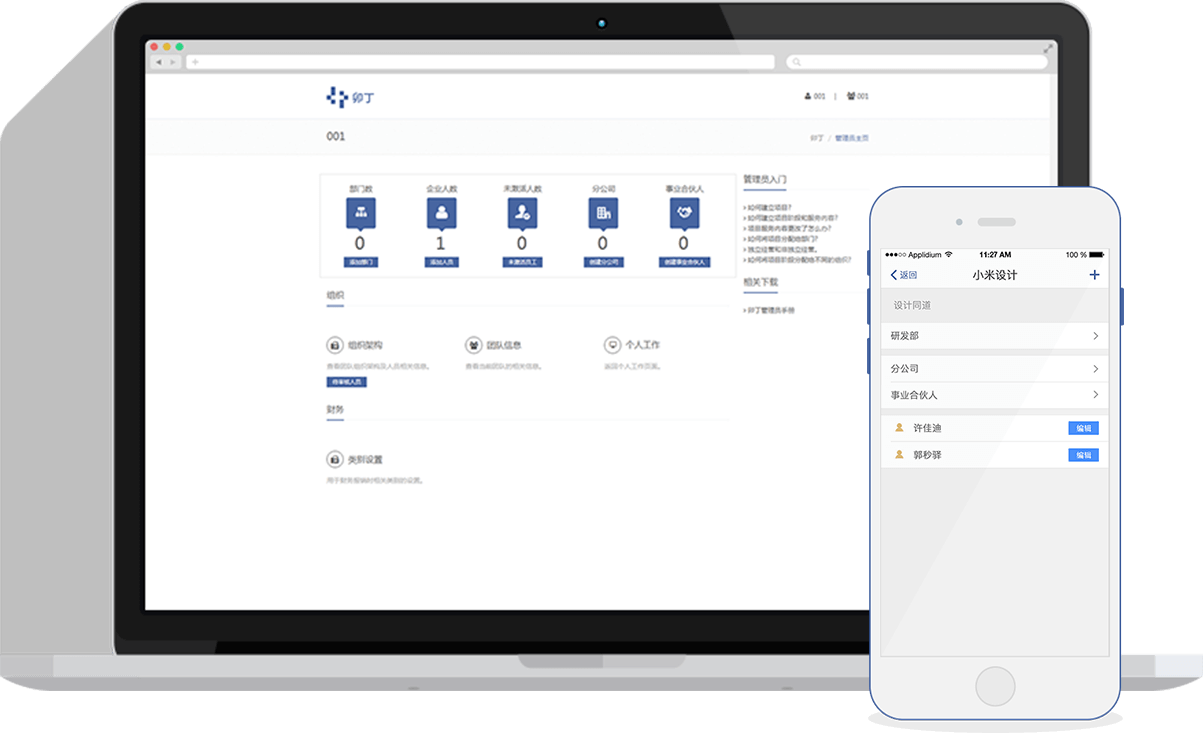 卯丁
001 | 001
001
卯丁 / 管理员主页
部门数 企业人数 未激活人数 分公司 事业合伙人
0 1 0 0 0
添加部门 添加人员 未激活员工 创建分公司 创建事业合伙人
组织
组织架构 团队信息 个人工作
查看团队组织架构及人员相关信息。 查看当前团队的相关信息。 返回个人工作页面。
待审核人员
财务
类别设置
用于财务报销时相关类别的设置。
管理员入门
› 如何建立项目?
› 如何建立项目阶段和服务内容?
› 项目服务内容更改了怎么办?
› 如何将项目分配给部门?
› 独立经营和非独立经营。
› 如何将项目阶段分配给不同的组织?
相关下载
› 卯丁管理员手册
Applidium 11:27 AM 100 %
返回 小米设计 +
设计同道
研发部
分公司
事业合伙人
许佳迪 编辑
郭秒驿 编辑